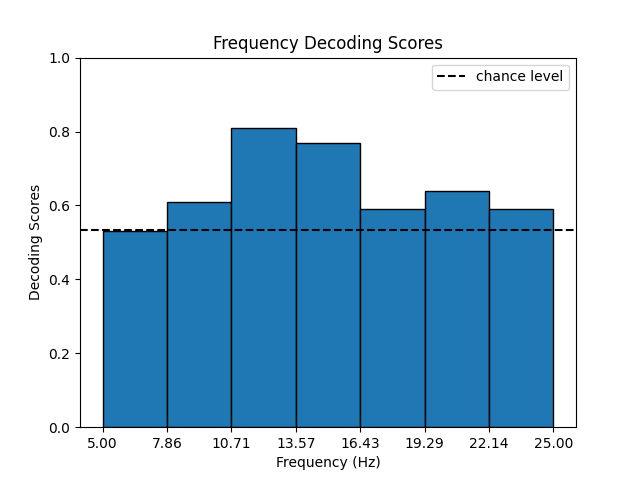 Frequency Decoding Scores
chance level
1.0
0.8
0.6
0.4
0.2
0.0
Decoding Scores
5.00 7.86 10.71 13.57 16.43 19.29 22.14 25.00
Frequency (Hz)